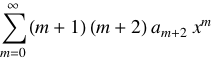 ∞
∑ (m + 1) (m + 2) a_{m+2} x^m
m=0